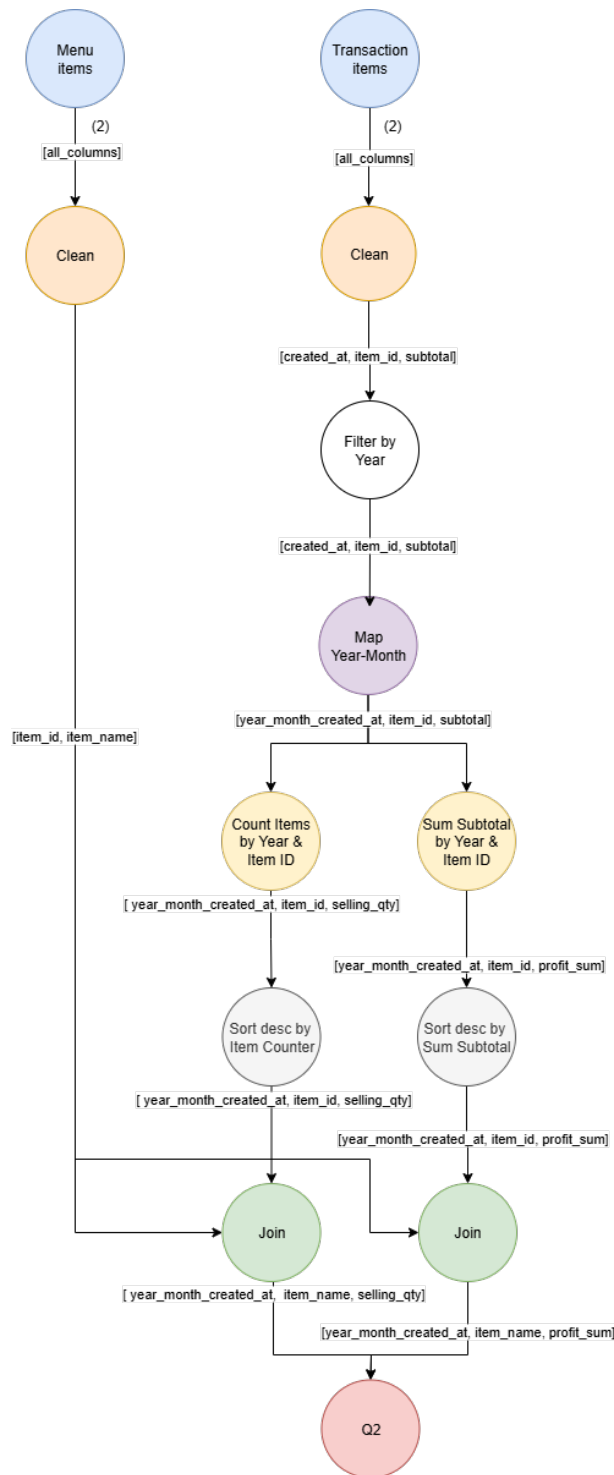 Menu
items
Transaction
items
(2)
(2)
[all_columns]
[all_columns]
Clean
Clean
[created_at, item_id, subtotal]
Filter by
Year
[created_at, item_id, subtotal]
Map
Year-Month
[year_month_created_at, item_id, subtotal]
[item_id, item_name]
Count Items
by Year &
Item ID
Sum Subtotal
by Year &
Item ID
[ year_month_created_at, item_id, selling_qty]
[year_month_created_at, item_id, profit_sum]
Sort desc by
Item Counter
Sort desc by
Sum Subtotal
[ year_month_created_at, item_id, selling_qty]
[year_month_created_at, item_id, profit_sum]
Join
Join
[ year_month_created_at, item_name, selling_qty]
[year_month_created_at, item_name, profit_sum]
Q2